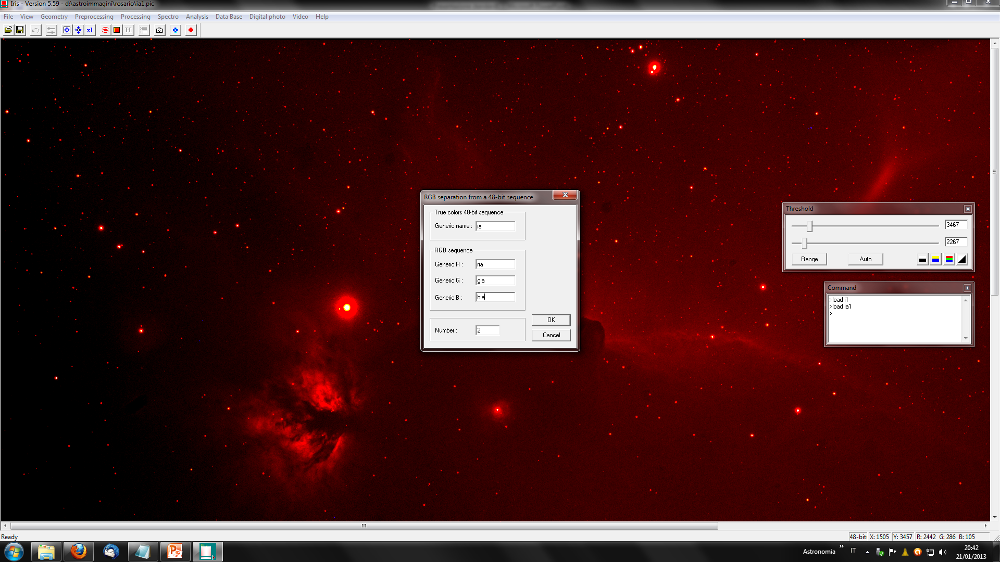 Iris - Version 5.59 - d:\astroimmagini\rosario\ia1.pic
File View Geometry Preprocessing Processing Spectro Analysis Data Base Digital photo Video Help
x1 H
RGB separation from a 48-bit sequence
True colors 48-bit sequence
Generic name : ia
RGB sequence
Generic R : ria
Generic G : gia
Generic B : bia
Number : 2
OK
Cancel
Threshold
3467
2267
Range Auto
Command
>load i1
>load ia1
>
Ready
48-bit: X: 1505 Y: 3457 R: 2442 G: 286 B: 105
IRIS
Astronomia » IT
20:42
21/01/2013